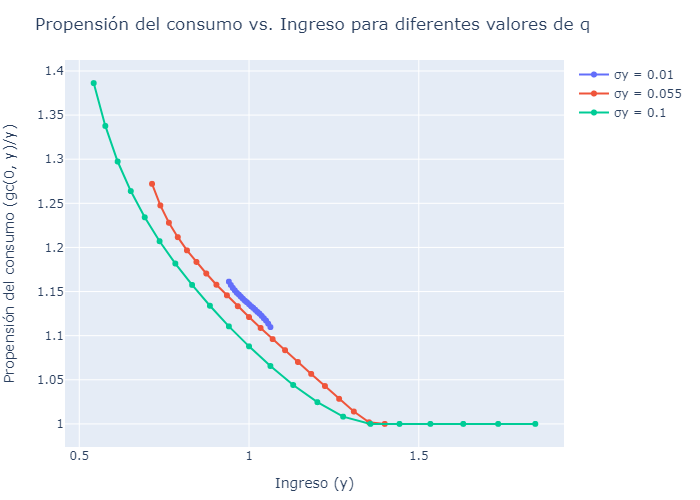 Propensión del consumo vs. Ingreso para diferentes valores de q
σy = 0.01
σy = 0.055
σy = 0.1
Propensión del consumo (gc(0, y)/y)
1.4
1.35
1.3
1.25
1.2
1.15
1.1
1.05
1
0.5
1
1.5
Ingreso (y)